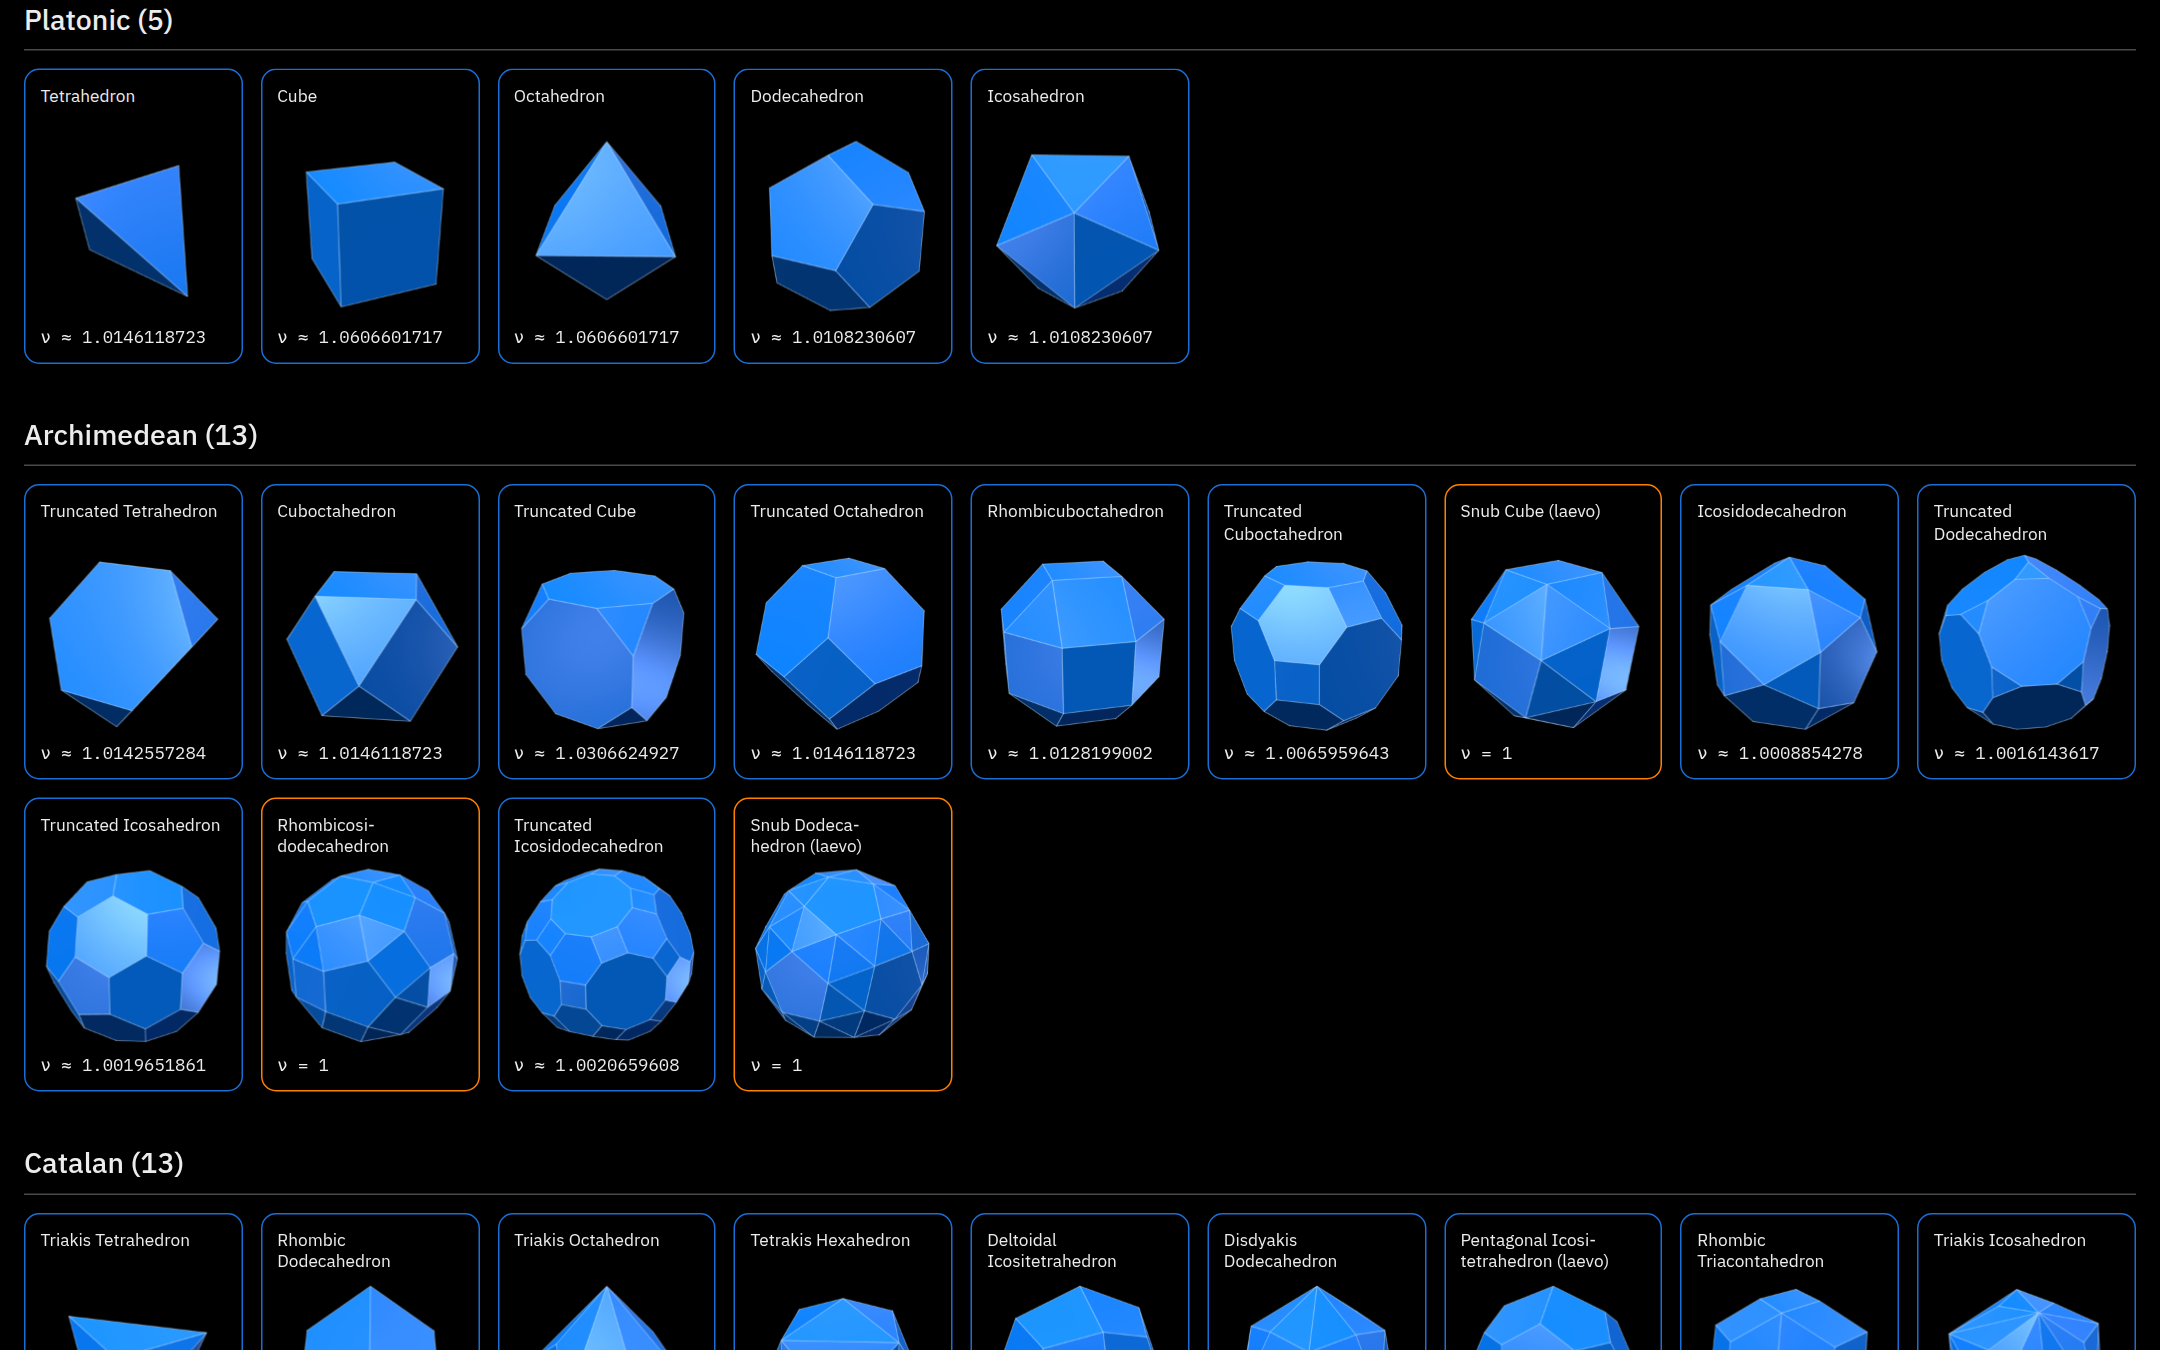 Platonic (5)
Tetrahedron
ν ≈ 1.0146118723
Cube
ν ≈ 1.0606601717
Octahedron
ν ≈ 1.0606601717
Dodecahedron
ν ≈ 1.0108230607
Icosahedron
ν ≈ 1.0108230607
Archimedean (13)
Truncated Tetrahedron
ν ≈ 1.0142557284
Cuboctahedron
ν ≈ 1.0146118723
Truncated Cube
ν ≈ 1.0306624927
Truncated Octahedron
ν ≈ 1.0146118723
Rhombicuboctahedron
ν ≈ 1.0128199002
Truncated
Cuboctahedron
ν ≈ 1.0065959643
Snub Cube (laevo)
ν = 1
Icosidodecahedron
ν ≈ 1.0008854278
Truncated
Dodecahedron
ν ≈ 1.0016143617
Truncated Icosahedron
ν ≈ 1.0019651861
Rhombicosi-
dodecahedron
ν = 1
Truncated
Icosidodecahedron
ν ≈ 1.0020659608
Snub Dodeca-
hedron (laevo)
ν = 1
Catalan (13)
Triakis Tetrahedron
Rhombic
Dodecahedron
Triakis Octahedron
Tetrakis Hexahedron
Deltoidal
Icositetrahedron
Disdyakis
Dodecahedron
Pentagonal Icosi-
tetrahedron (laevo)
Rhombic
Triacontahedron
Triakis Icosahedron